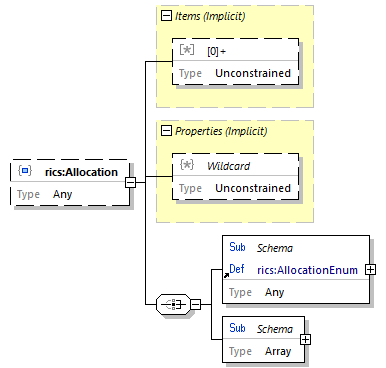 Items (Implicit)
[*] [0]+
Type Unconstrained
Properties (Implicit)
{*} Wildcard
Type Unconstrained
rics:Allocation
Type Any
Sub Schema
Def rics:AllocationEnum
Type Any
Sub Schema
Type Array